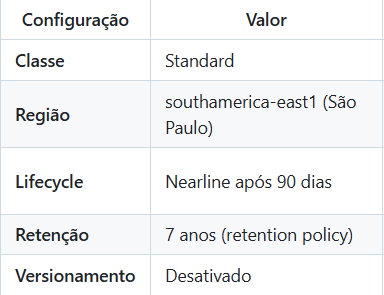 Configuração Valor
Classe Standard
Região southamerica-east1 (São
Paulo)
Lifecycle Nearline após 90 dias
Retenção 7 anos (retention policy)
Versionamento Desativado